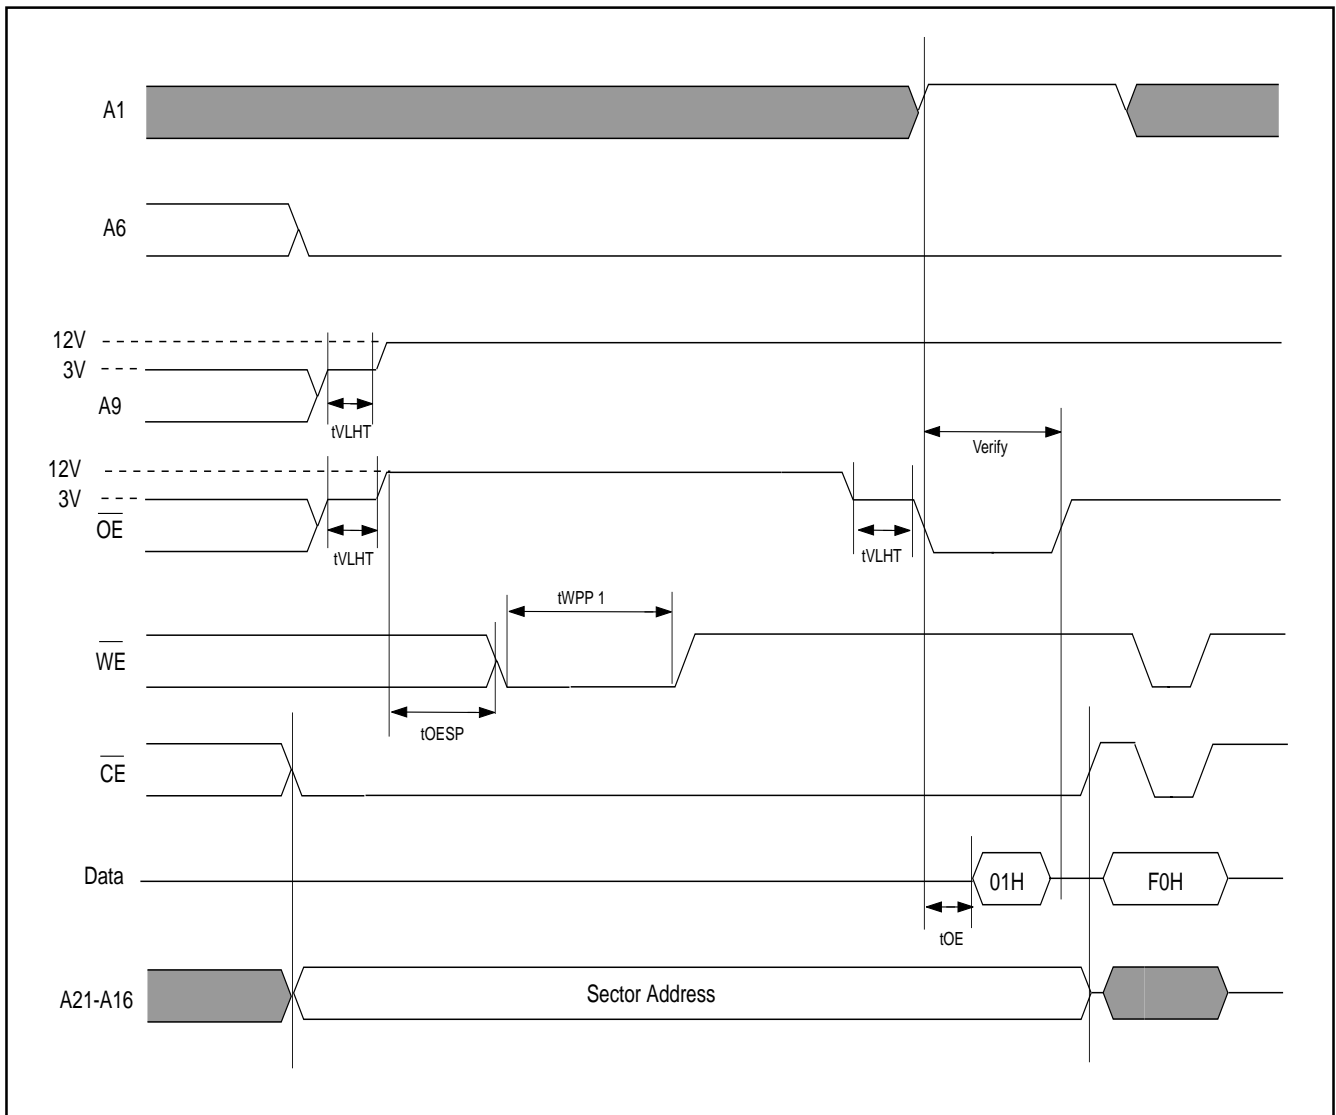 A1
A6
12V
3V
A9
tVLHT
Verify
12V
3V
OE
tVLHT
tVLHT
tWPP 1
WE
tOESP
CE
Data
01H
F0H
tOE
A21-A16
Sector Address